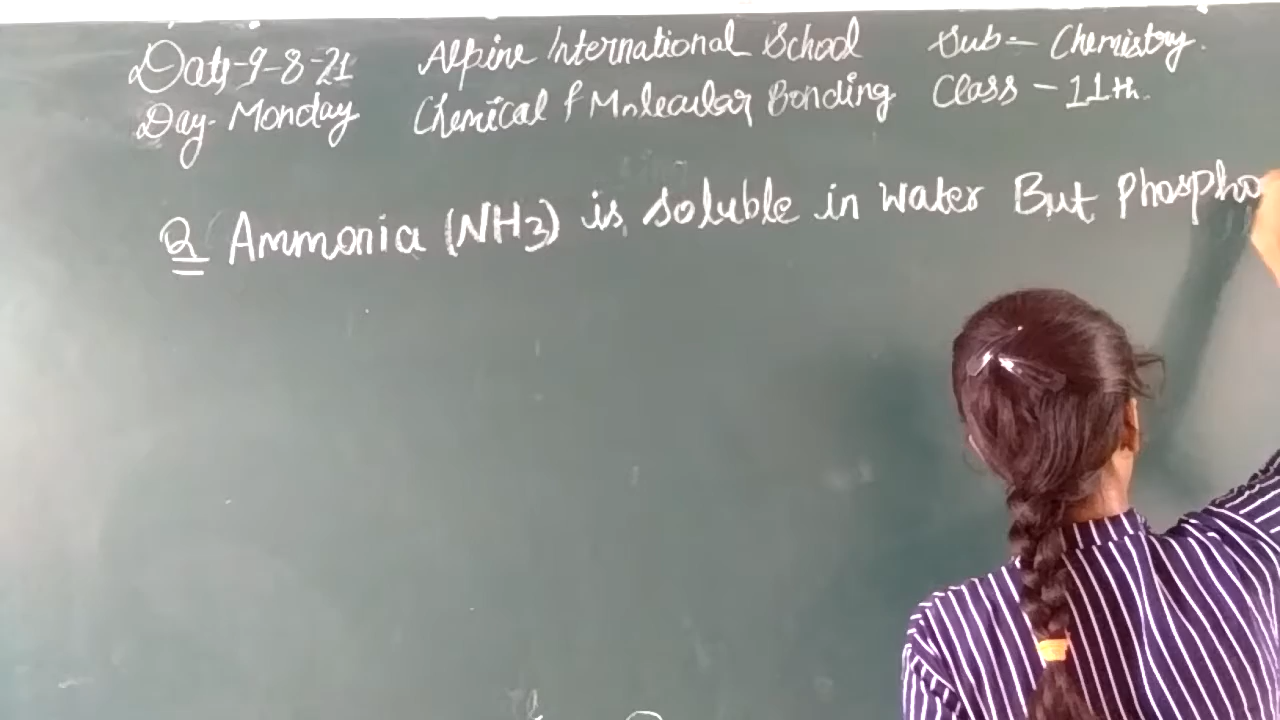 Date-9-8-21 Alpine International School Sub- Chemistry.
Day- Monday Chemical & Molecular Bonding Class - 11th.
Q Ammonia (NH3) is soluble in water But Phospho